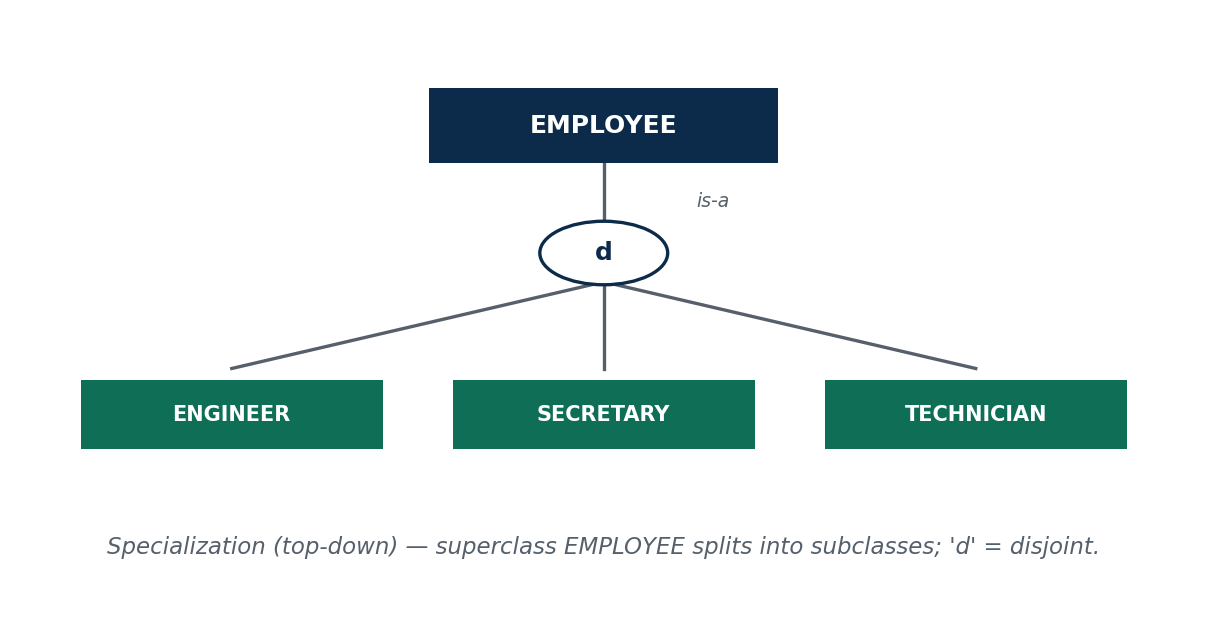 EMPLOYEE
is-a
d
ENGINEER
SECRETARY
TECHNICIAN
Specialization (top-down) — superclass EMPLOYEE splits into subclasses; 'd' = disjoint.